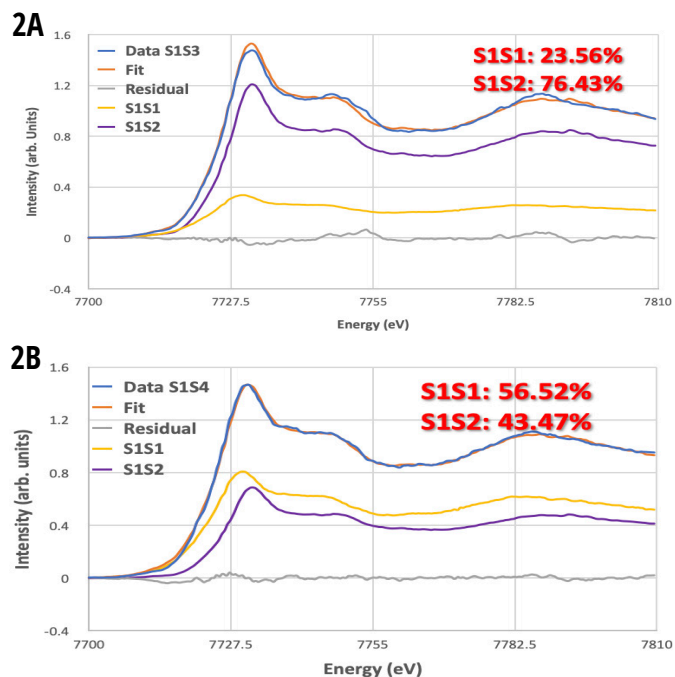 2A
1.6
Data S1S3
Fit
Residual
S1S1
S1S2
S1S1: 23.56%
S1S2: 76.43%
1.2
0.8
0.4
0
-0.4
Intensity (arb. Units)
7700
7727.5
7755
7782.5
7810
Energy (eV)
2B
1.6
Data S1S4
Fit
Residual
S1S1
S1S2
S1S1: 56.52%
S1S2: 43.47%
1.2
0.8
0.4
0
-0.4
Intensity (arb. units)
7700
7727.5
7755
7782.5
7810
Energy (eV)